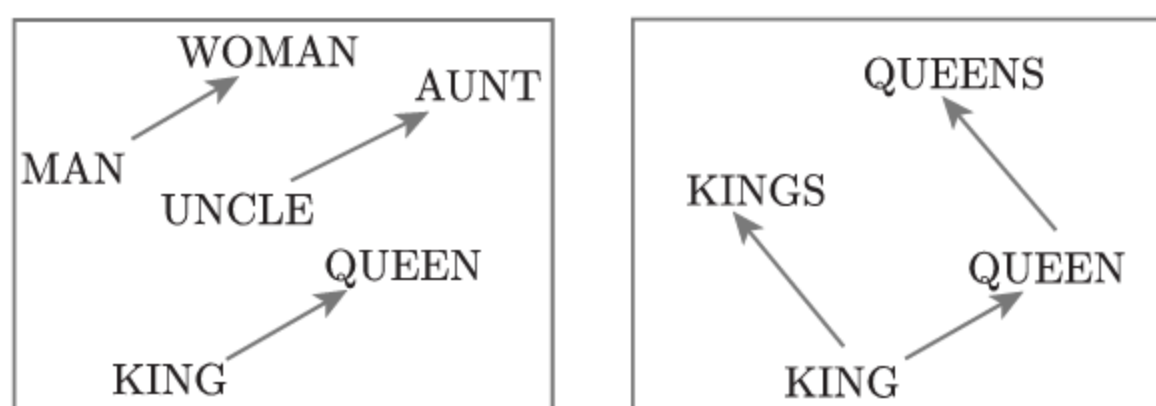 WOMAN
AUNT
MAN
UNCLE
QUEEN
KING
QUEENS
KINGS
QUEEN
KING